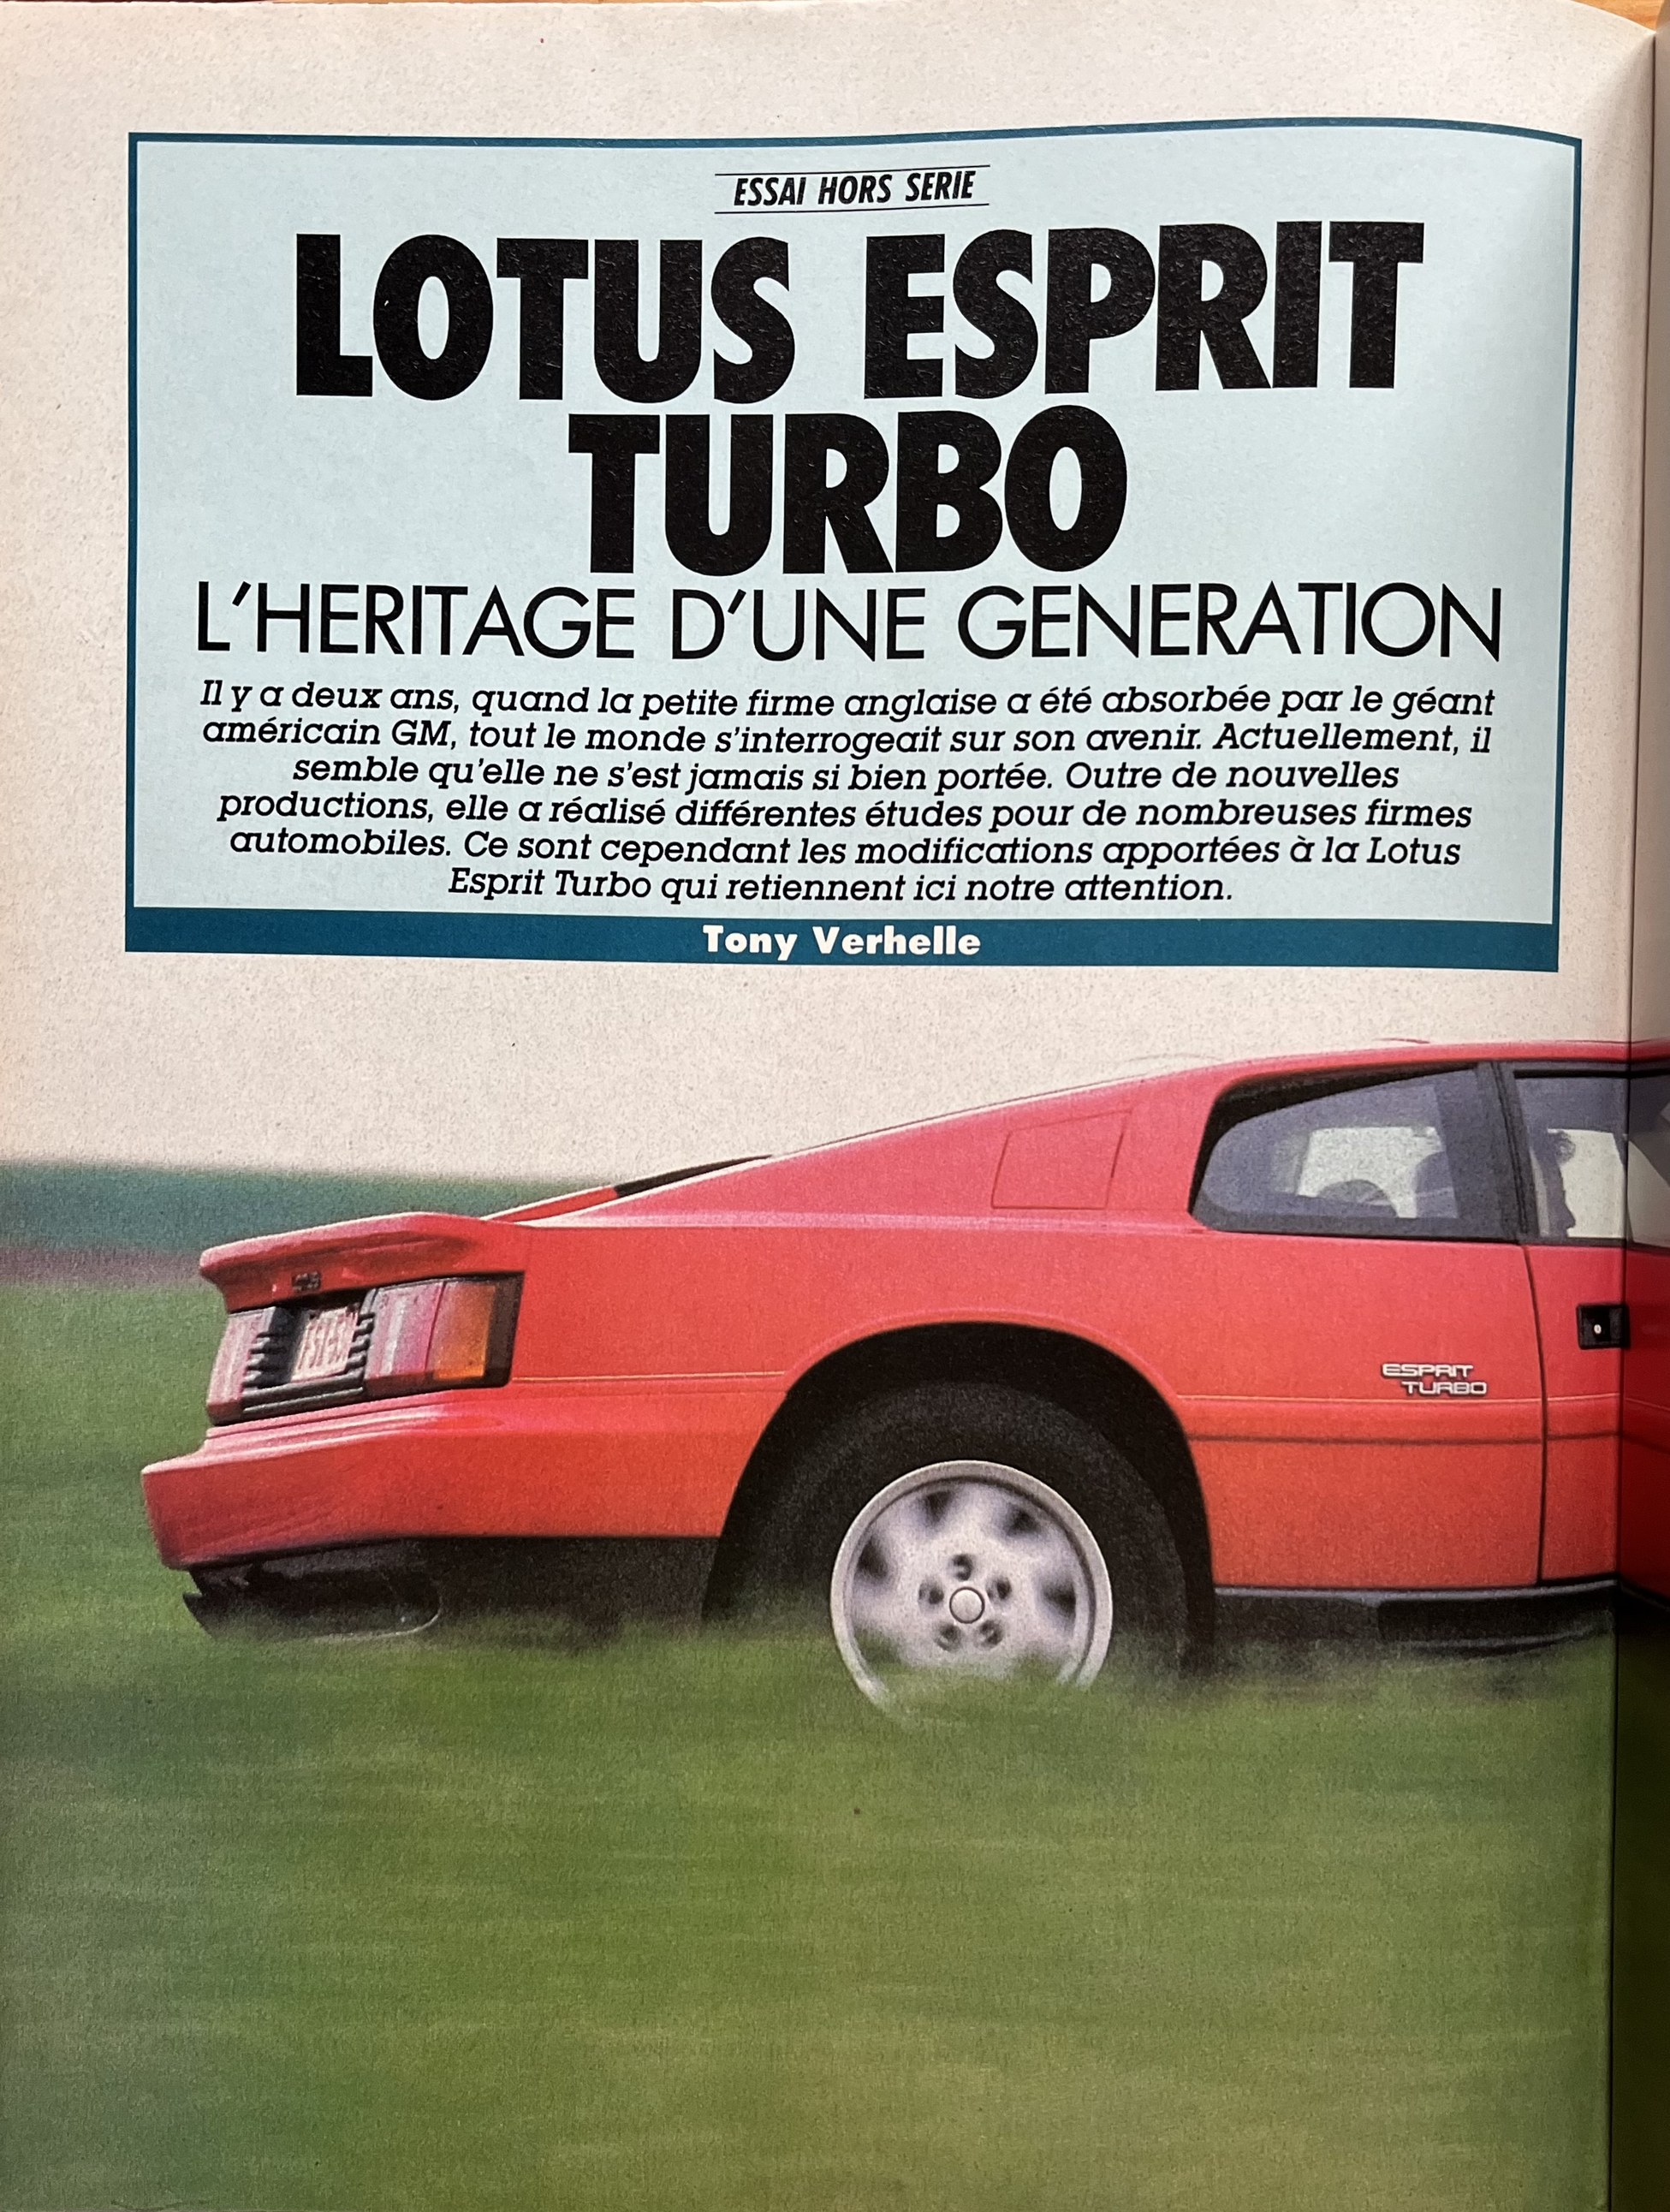 ESSAI HORS SERIE
LOTUS ESPRIT
TURBO
L'HERITAGE D'UNE GENERATION
Il y a deux ans, quand la petite firme anglaise a été absorbée par le géant
américain GM, tout le monde s'interrogeait sur son avenir. Actuellement, il
semble qu'elle ne s'est jamais si bien portée. Outre de nouvelles
productions, elle a réalisé différentes études pour de nombreuses firmes
automobiles. Ce sont cependant les modifications apportées à la Lotus
Esprit Turbo qui retiennent ici notre attention.
Tony Verhelle
ESPRIT
TURBO